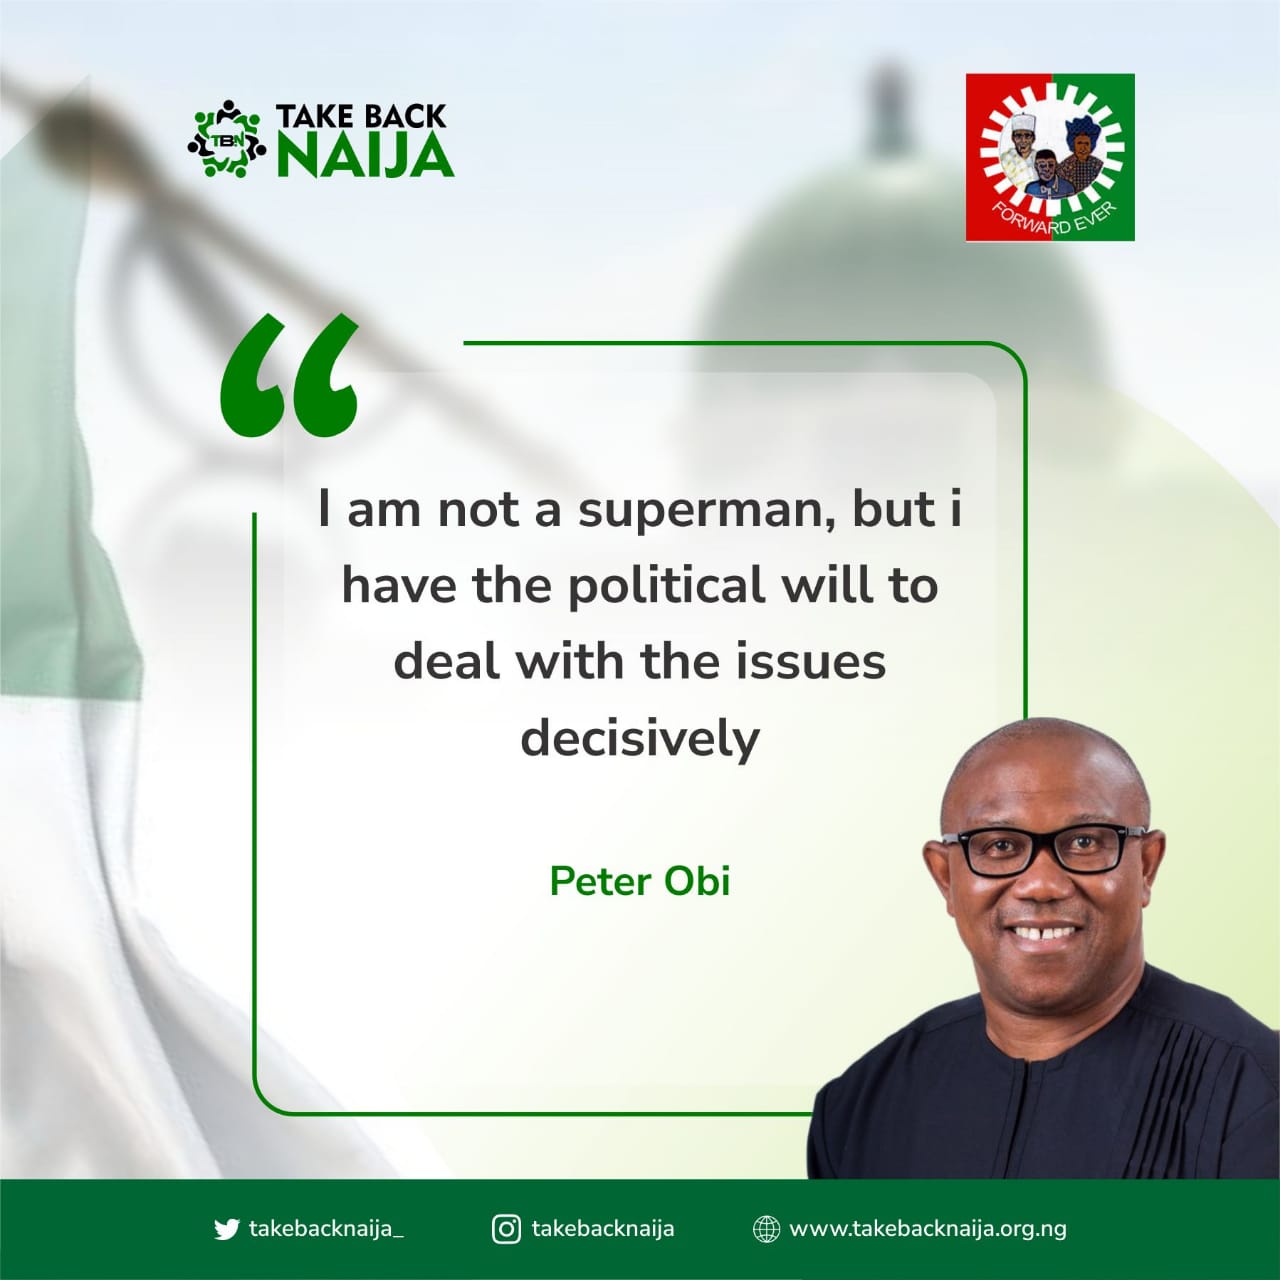 TBN
TAKE BACK
NAIJA
FORWARD EVER
“
I am not a superman, but i
have the political will to
deal with the issues
decisively
Peter Obi
takebacknaija_
takebacknaija
www.takebacknaija.org.ng